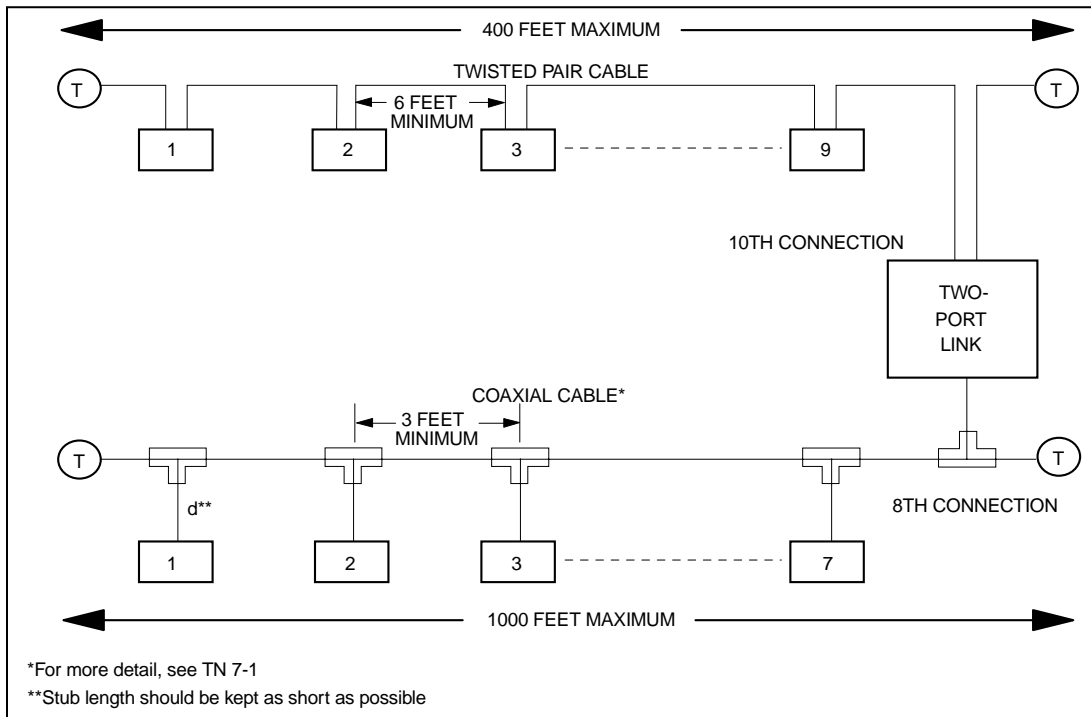 400 FEET MAXIMUM
TWISTED PAIR CABLE
T
T
6 FEET
MINIMUM
1
2
3
9
10TH CONNECTION
TWO-
PORT
LINK
COAXIAL CABLE*
3 FEET
MINIMUM
T
T
d**
8TH CONNECTION
1
2
3
7
1000 FEET MAXIMUM
*For more detail, see TN 7-1
**Stub length should be kept as short as possible